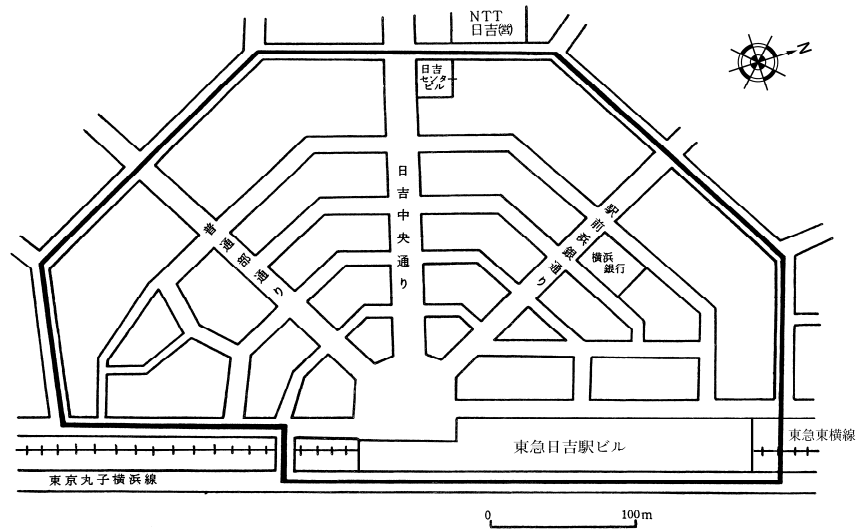 NTT
日吉㈾
N
日吉
センター
ビル
日吉中央通り
普通部通り
駅前浜銀通り
横浜
銀行
東急日吉駅ビル
東急東横線
東京丸子横浜線
0 100m